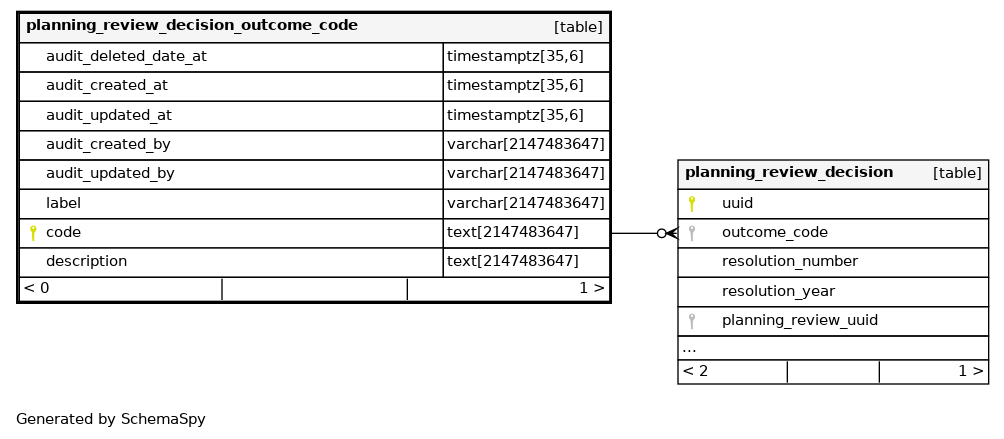 planning_review_decision_outcome_code [table]
audit_deleted_date_at timestamptz[35,6]
audit_created_at timestamptz[35,6]
audit_updated_at timestamptz[35,6]
audit_created_by varchar[2147483647]
audit_updated_by varchar[2147483647]
label varchar[2147483647]
code text[2147483647]
description text[2147483647]
< 0 1 >
planning_review_decision [table]
uuid
outcome_code
resolution_number
resolution_year
planning_review_uuid
...
< 2 1 >
Generated by SchemaSpy